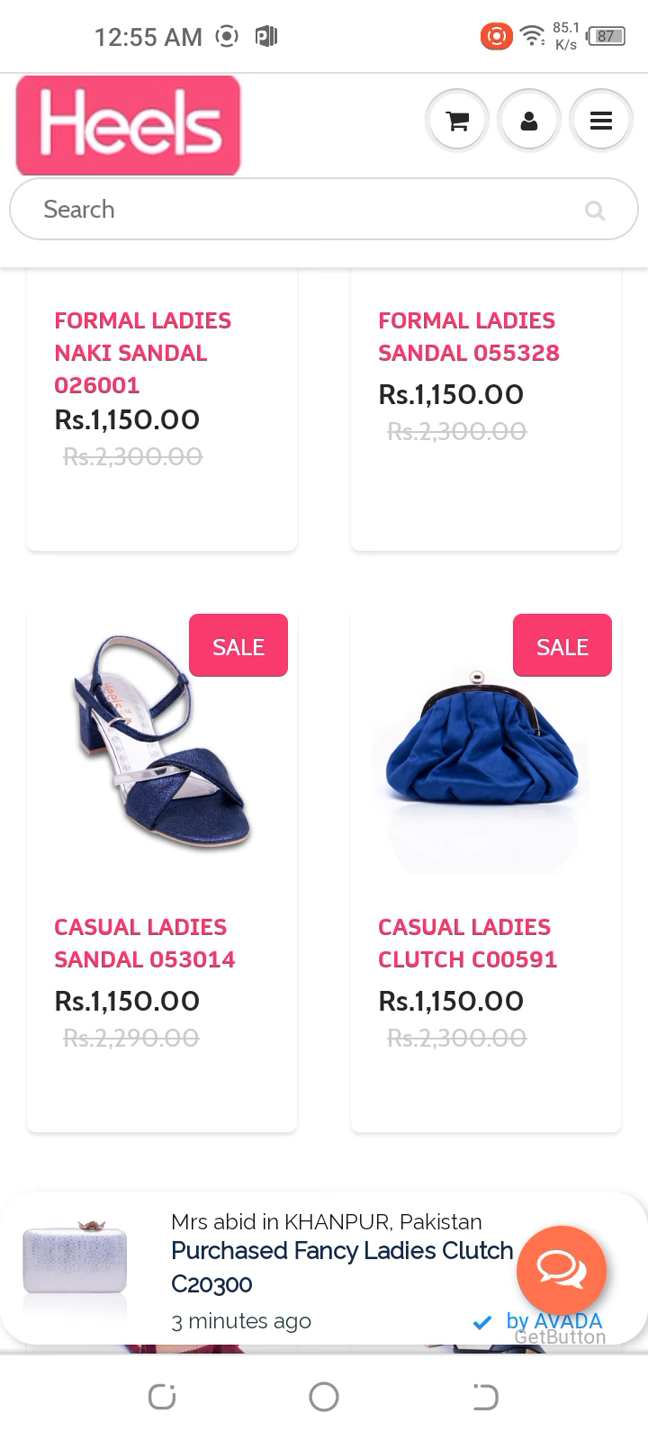 12:55 AM
85.1
K/s
87
Heels
Search
FORMAL LADIES
NAKI SANDAL
026001
Rs.1,150.00
Rs.2,300.00
FORMAL LADIES
SANDAL 055328
Rs.1,150.00
Rs.2,300.00
SALE
Heels
CASUAL LADIES
SANDAL 053014
Rs.1,150.00
Rs.2,290.00
SALE
CASUAL LADIES
CLUTCH C00591
Rs.1,150.00
Rs.2,300.00
Mrs abid in KHANPUR, Pakistan
Purchased Fancy Ladies Clutch
C20300
3 minutes ago
by AVADA
GetButton